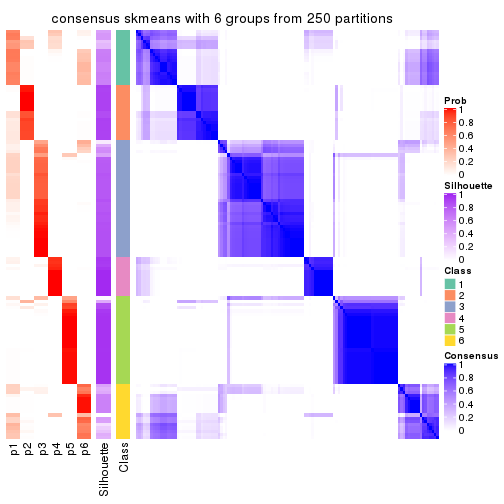 consensus skmeans with 6 groups from 250 partitions
Prob
1
0.8
0.6
0.4
0.2
0
Silhouette
1
0.8
0.6
0.4
0.2
0
Class
1
2
3
4
5
6
Consensus
1
0.8
0.6
0.4
0.2
0
p1
p2
p3
p4
p5
p6
Silhouette
Class